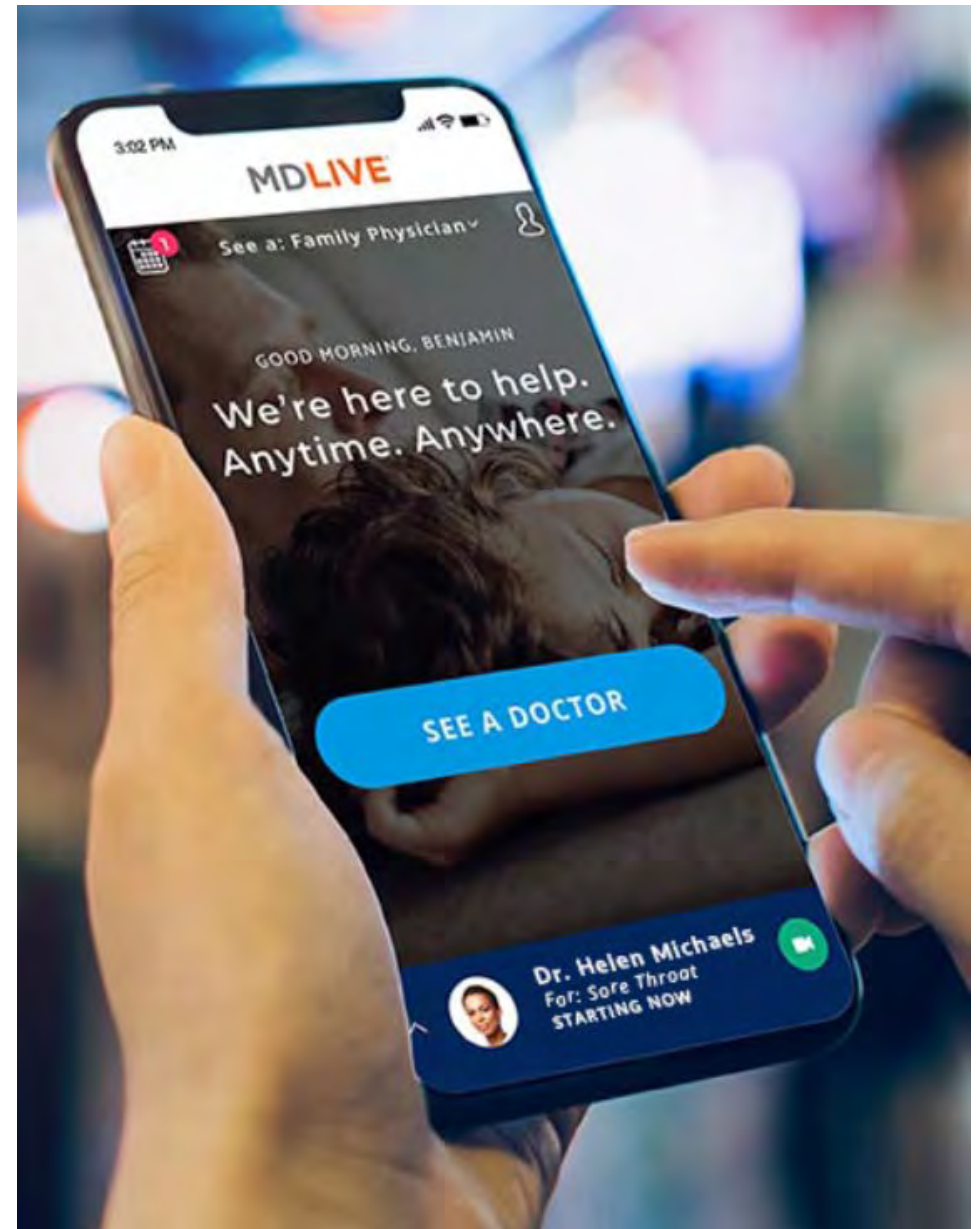 3:02 PM
MDLIVE
1
See a: Family Physician
GOOD MORNING, BENJAMIN
We're here to help.
Anytime. Anywhere.
SEE A DOCTOR
Dr. Helen Michaels
For: Sore Throat
STARTING NOW